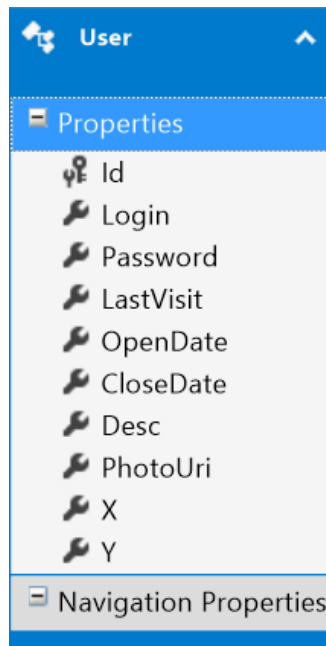 User
Properties
Id
Login
Password
LastVisit
OpenDate
CloseDate
Desc
PhotoUri
X
Y
Navigation Properties